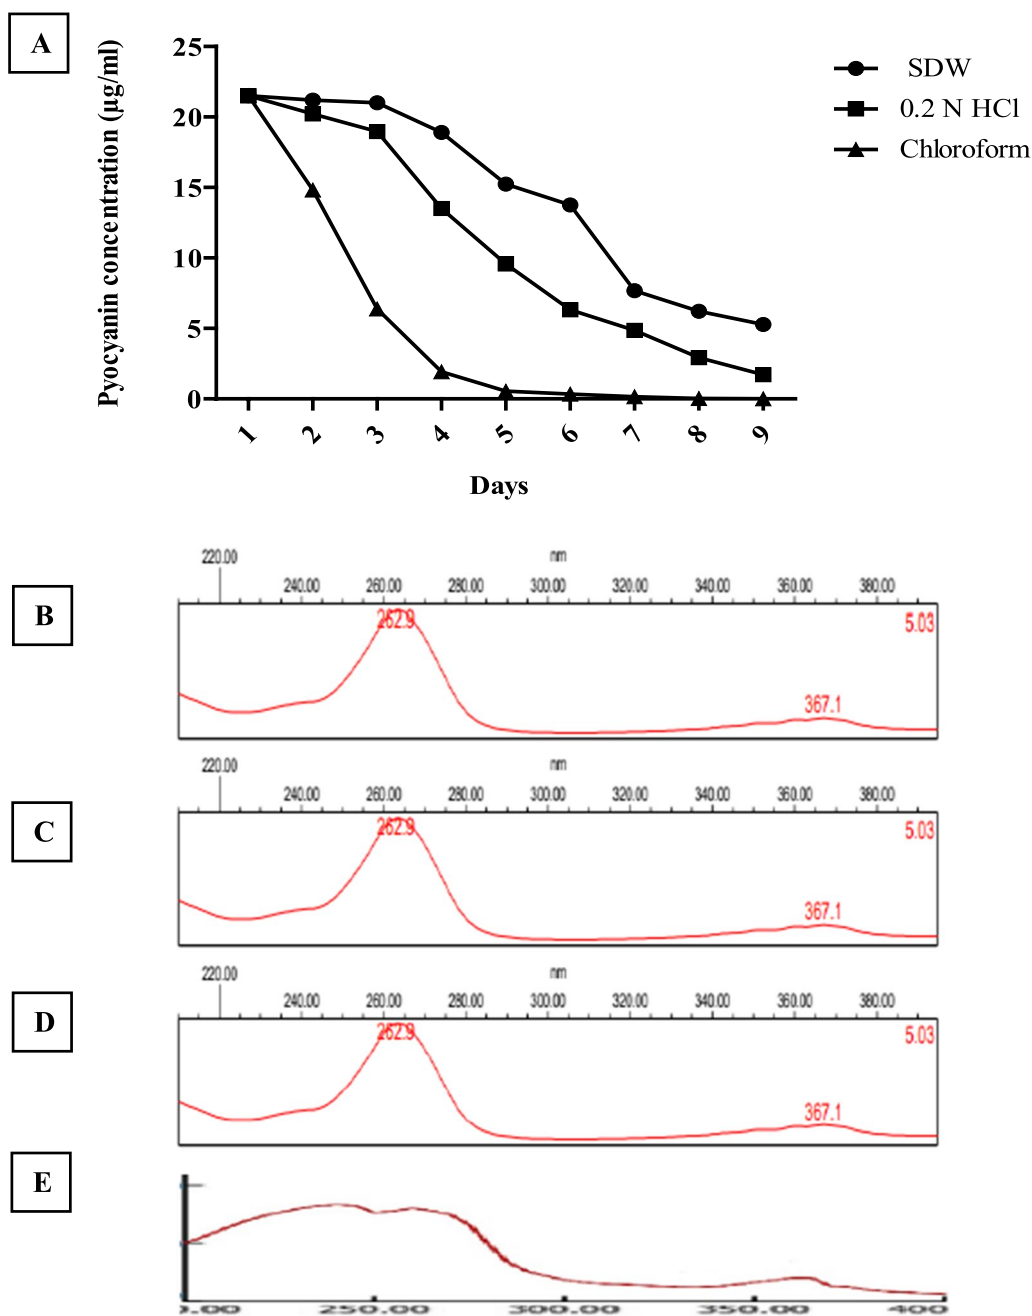 A
Pyocyanin concentration (µg/ml)
25
20
15
10
5
0
1 2 3 4 5 6 7 8 9
Days
SDW
0.2 N HCl
Chloroform
B
220.00 nm
240.00 260.00 280.00 300.00 320.00 340.00 360.00 380.00
262.9 5.03
367.1
C
220.00 nm
240.00 260.00 280.00 300.00 320.00 340.00 360.00 380.00
262.9 5.03
367.1
D
220.00 nm
240.00 260.00 280.00 300.00 320.00 340.00 360.00 380.00
262.9 5.03
367.1
E
250.00 300.00 350.00